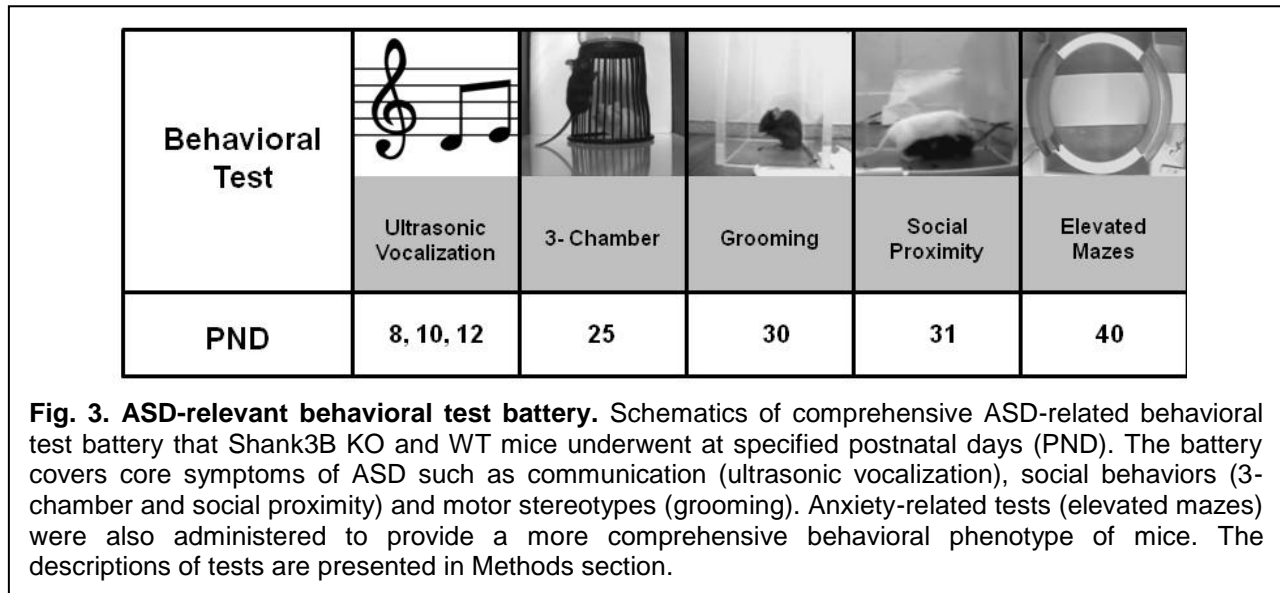 Behavioral Test
Ultrasonic Vocalization
3- Chamber
Grooming
Social Proximity
Elevated Mazes
PND
8, 10, 12
25
30
31
40
Fig. 3. ASD-relevant behavioral test battery. Schematics of comprehensive ASD-related behavioral
test battery that Shank3B KO and WT mice underwent at specified postnatal days (PND). The battery
covers core symptoms of ASD such as communication (ultrasonic vocalization), social behaviors (3-
chamber and social proximity) and motor stereotypes (grooming). Anxiety-related tests (elevated mazes)
were also administered to provide a more comprehensive behavioral phenotype of mice. The
descriptions of tests are presented in Methods section.